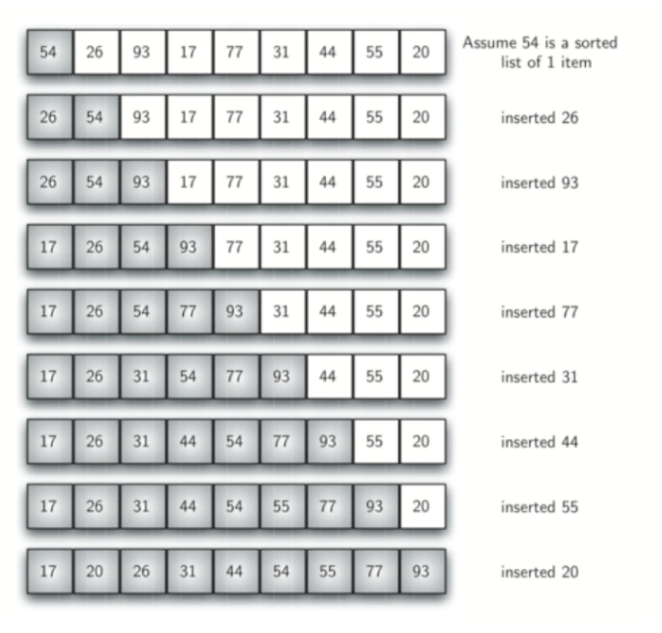 54 26 93 17 77 31 44 55 20 Assume 54 is a sorted
list of 1 item
26 54 93 17 77 31 44 55 20 inserted 26
26 54 93 17 77 31 44 55 20 inserted 93
17 26 54 93 77 31 44 55 20 inserted 17
17 26 54 77 93 31 44 55 20 inserted 77
17 26 31 54 77 93 44 55 20 inserted 31
17 26 31 44 54 77 93 55 20 inserted 44
17 26 31 44 54 55 77 93 20 inserted 55
17 20 26 31 44 54 55 77 93 inserted 20